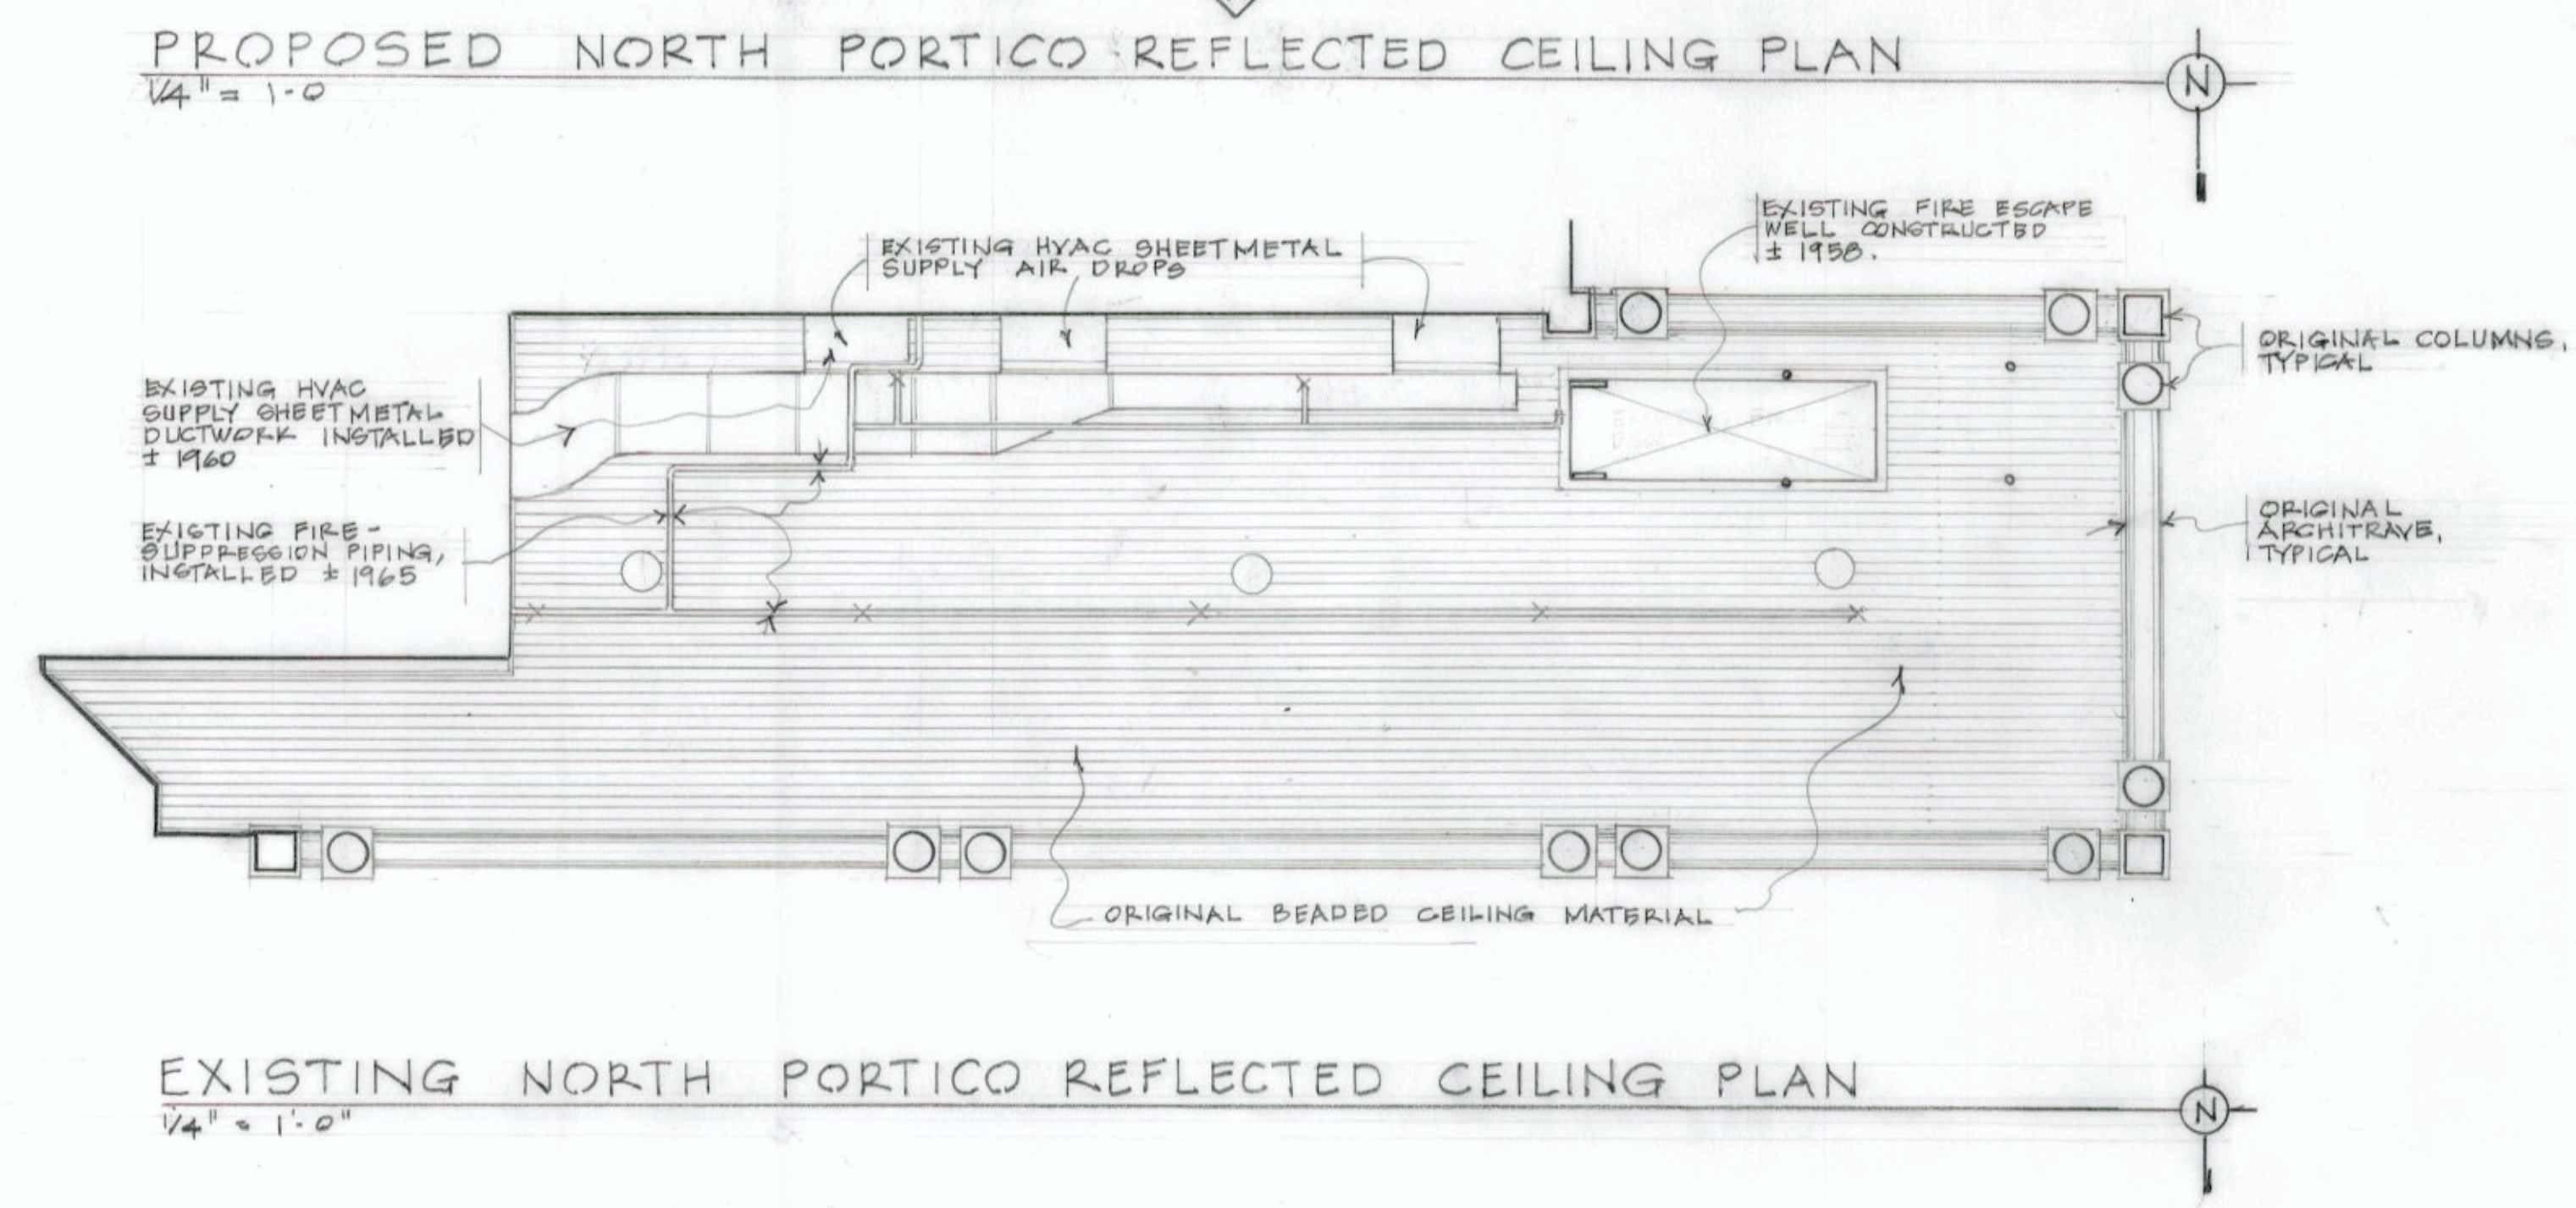 PROPOSED NORTH PORTICO REFLECTED CEILING PLAN
1/4" = 1-0
N
EXISTING FIRE ESCAPE
WELL CONSTRUCTED
± 1958.
EXISTING HVAC SHEETMETAL
SUPPLY AIR DROPS
ORIGINAL COLUMNS,
TYPICAL
EXISTING HVAC
SUPPLY SHEETMETAL
DUCTWORK INSTALLED
± 1960
EXISTING FIRE-
SUPPRESSION PIPING,
INSTALLED ± 1965
ORIGINAL
ARCHITRAVE,
TYPICAL
ORIGINAL BEADED CEILING MATERIAL
EXISTING NORTH PORTICO REFLECTED CEILING PLAN
1/4" = 1'-0"
N